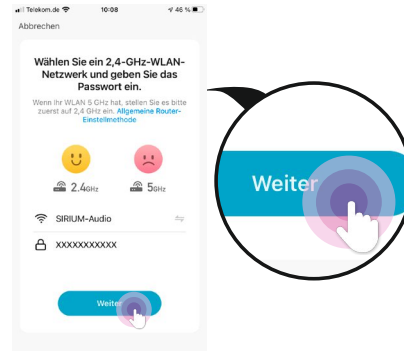 Telekom.de 10:08 46 %
Abbrechen
Wählen Sie ein 2,4-GHz-WLAN-
Netzwerk und geben Sie das
Passwort ein.
Wenn Ihr WLAN 5 GHz hat, stellen Sie es bitte
zuerst auf 2,4 GHz ein. Allgemeine Router-
Einstellmethode
2.4GHz 5GHz
SIRIUM-Audio
XXXXXXXXXXX
Weiter
Weiter